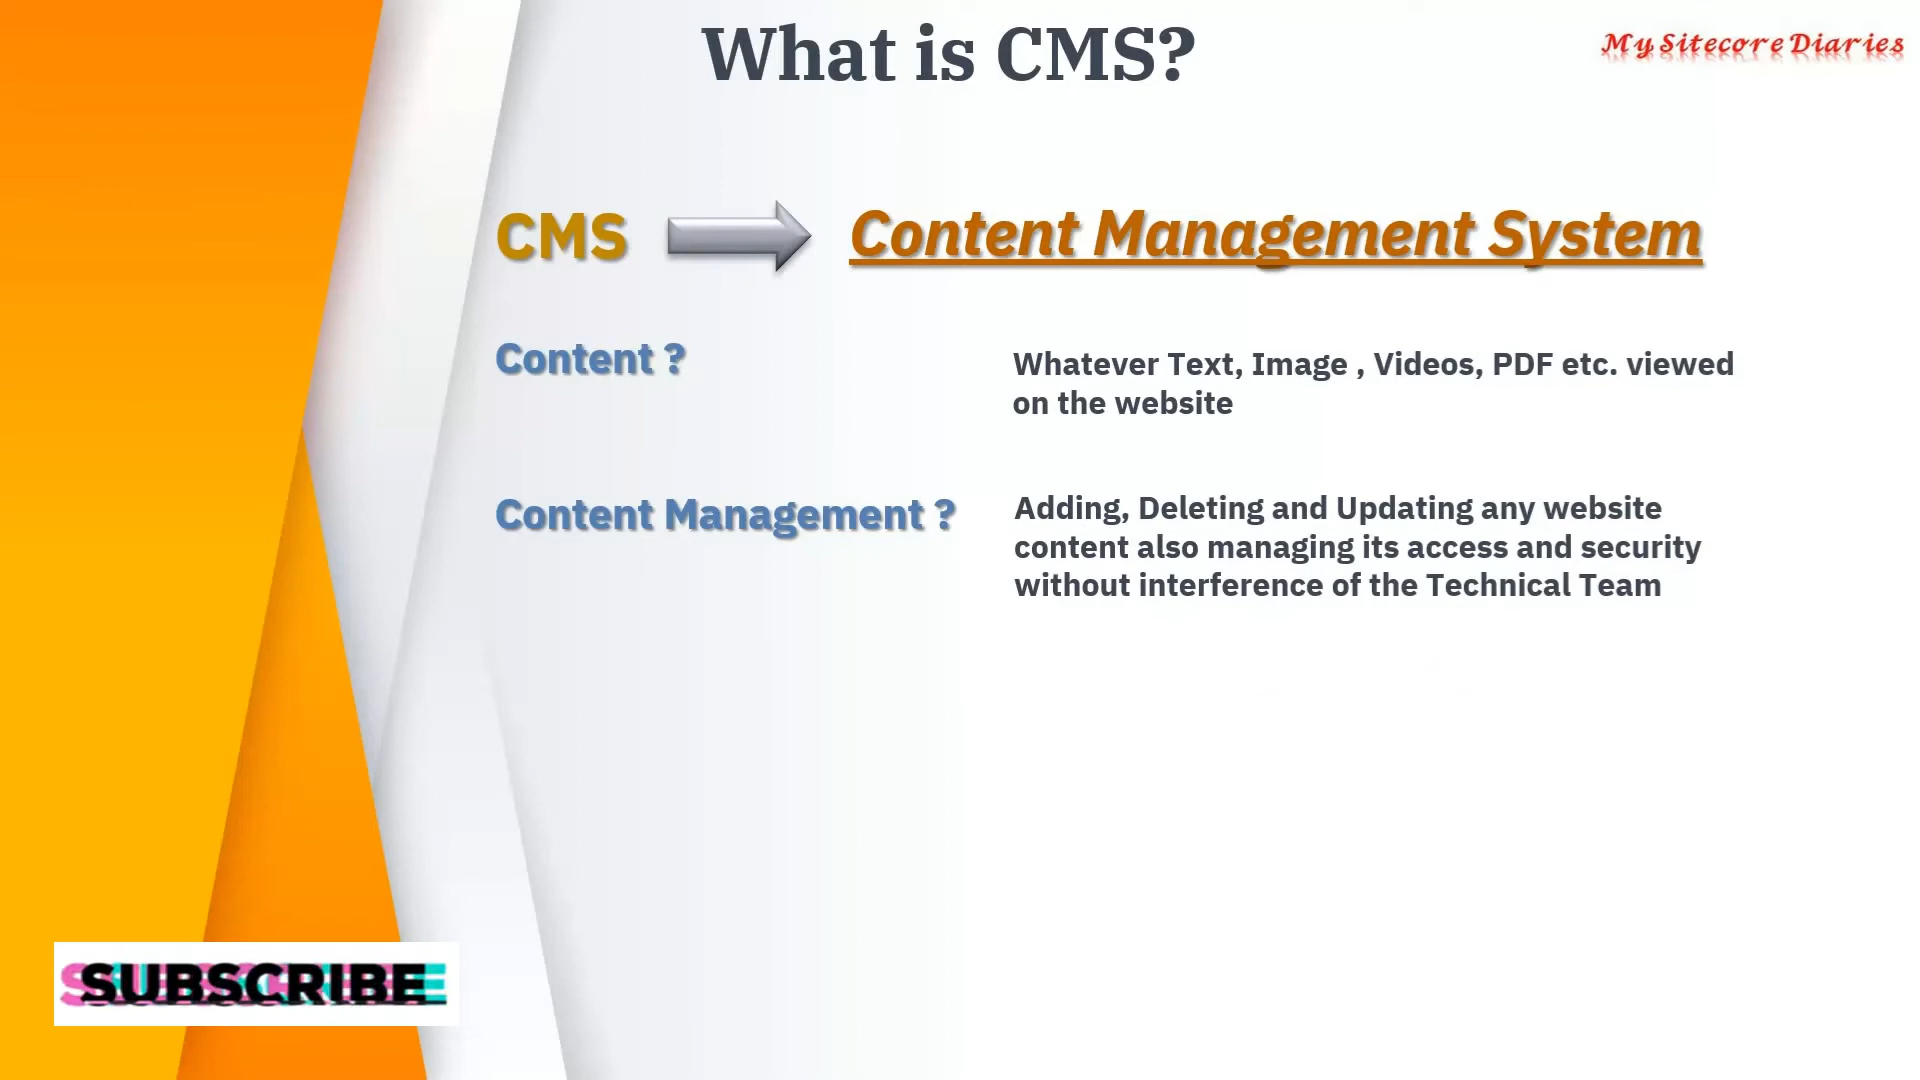 What is CMS?
My Sitecore Diaries
CMS
Content Management System
Content ?
Whatever Text, Image , Videos, PDF etc. viewed
on the website
Content Management ?
Adding, Deleting and Updating any website
content also managing its access and security
without interference of the Technical Team
SUBSCRIBE